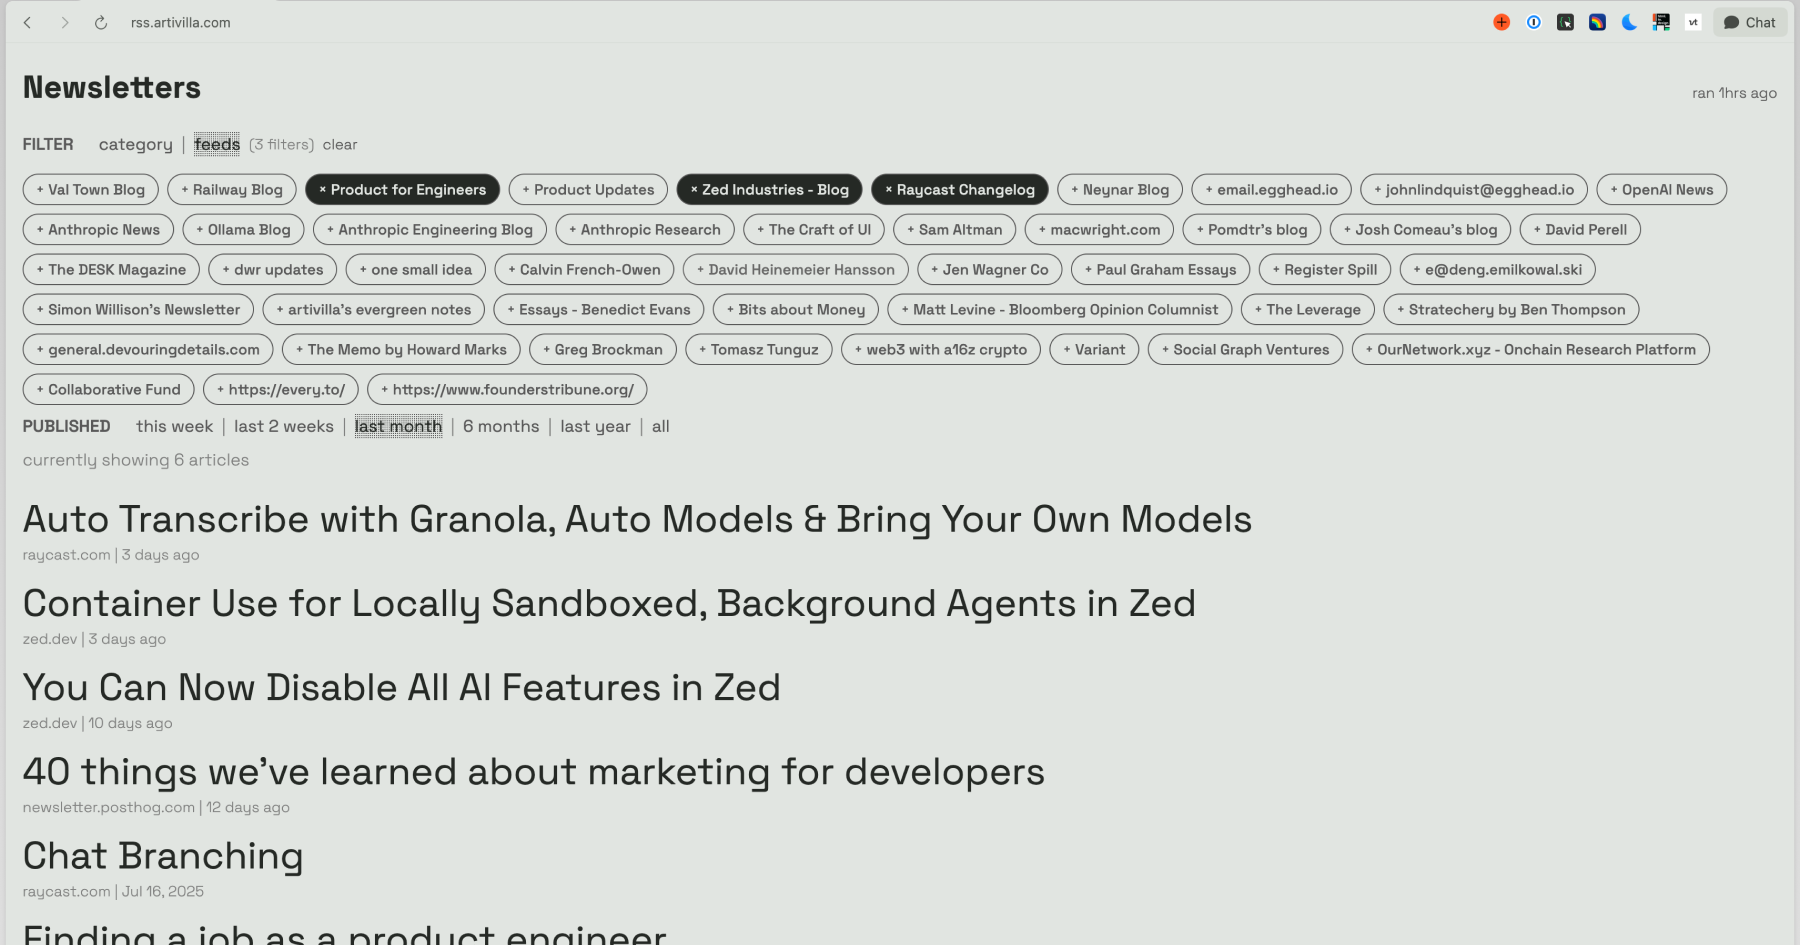 rss.artivilla.com
vt
Chat
Newsletters
ran 1hrs ago
FILTER category | feeds (3 filters) clear
+ Val Town Blog + Railway Blog × Product for Engineers + Product Updates × Zed Industries - Blog × Raycast Changelog + Neynar Blog + email.egghead.io + johnlindquist@egghead.io + OpenAI News
+ Anthropic News + Ollama Blog + Anthropic Engineering Blog + Anthropic Research + The Craft of UI + Sam Altman + macwright.com + Pomdtr's blog + Josh Comeau's blog + David Perell
+ The DESK Magazine + dwr updates + one small idea + Calvin French-Owen + David Heinemeier Hansson + Jen Wagner Co + Paul Graham Essays + Register Spill + e@deng.emilkowal.ski
+ Simon Willison's Newsletter + artivilla's evergreen notes + Essays - Benedict Evans + Bits about Money + Matt Levine - Bloomberg Opinion Columnist + The Leverage + Stratechery by Ben Thompson
+ general.devouringdetails.com + The Memo by Howard Marks + Greg Brockman + Tomasz Tunguz + web3 with a16z crypto + Variant + Social Graph Ventures + OurNetwork.xyz - Onchain Research Platform
+ Collaborative Fund + https://every.to/ + https://www.founderstribune.org/
PUBLISHED this week | last 2 weeks | last month | 6 months | last year | all
currently showing 6 articles
Auto Transcribe with Granola, Auto Models & Bring Your Own Models
raycast.com | 3 days ago
Container Use for Locally Sandboxed, Background Agents in Zed
zed.dev | 3 days ago
You Can Now Disable All AI Features in Zed
zed.dev | 10 days ago
40 things we've learned about marketing for developers
newsletter.posthog.com | 12 days ago
Chat Branching
raycast.com | Jul 16, 2025
Finding a job as a product engineer